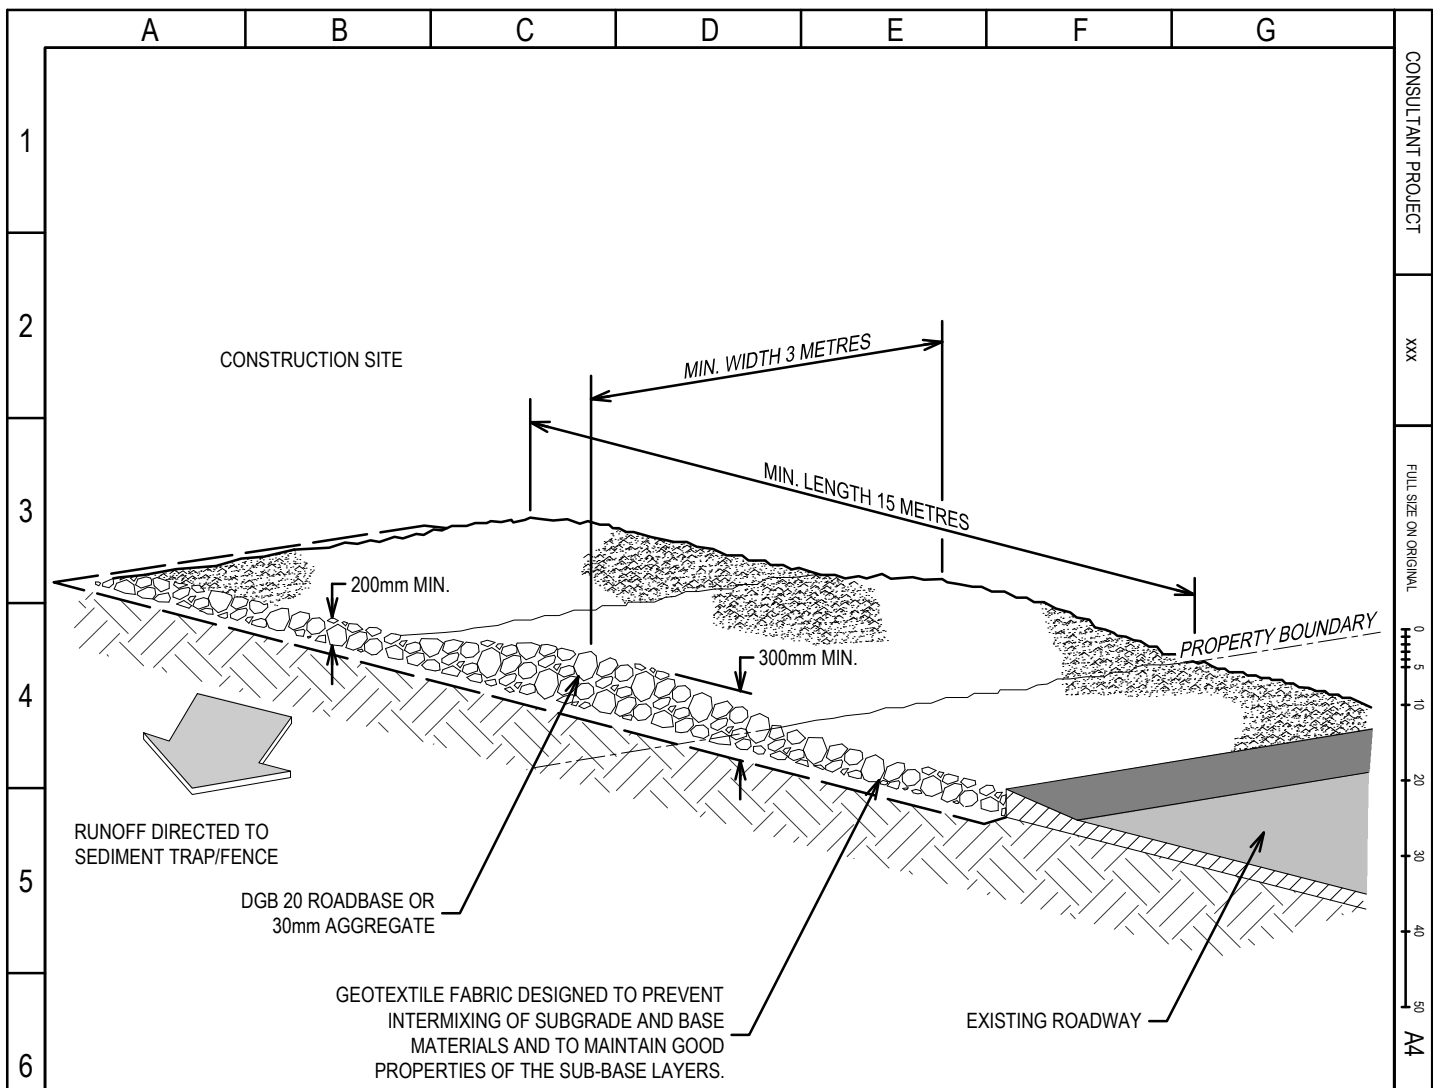 A B C D E F G
1
2
3
4
5
6
CONSULTANT PROJECT
XXX
FULL SIZE ON ORIGINAL
0
5
10
20
30
40
50
A4
CONSTRUCTION SITE
MIN. WIDTH 3 METRES
MIN. LENGTH 15 METRES
200mm MIN.
300mm MIN.
PROPERTY BOUNDARY
RUNOFF DIRECTED TO
SEDIMENT TRAP/FENCE
DGB 20 ROADBASE OR
30mm AGGREGATE
GEOTEXTILE FABRIC DESIGNED TO PREVENT
INTERMIXING OF SUBGRADE AND BASE
MATERIALS AND TO MAINTAIN GOOD
PROPERTIES OF THE SUB-BASE LAYERS.
EXISTING ROADWAY